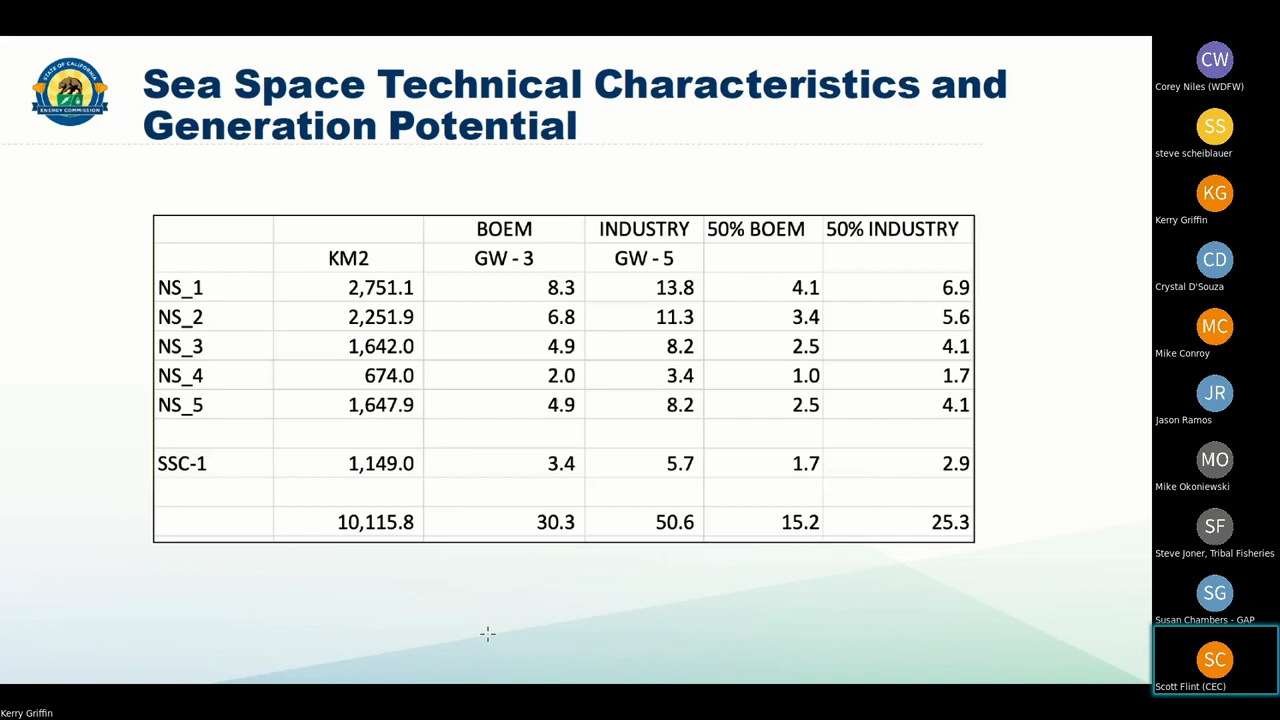 STATE OF CALIFORNIA
ENERGY COMMISSION
Sea Space Technical Characteristics and
Generation Potential
BOEM INDUSTRY 50% BOEM 50% INDUSTRY
KM2 GW - 3 GW - 5
NS_1 2,751.1 8.3 13.8 4.1 6.9
NS_2 2,251.9 6.8 11.3 3.4 5.6
NS_3 1,642.0 4.9 8.2 2.5 4.1
NS_4 674.0 2.0 3.4 1.0 1.7
NS_5 1,647.9 4.9 8.2 2.5 4.1
SSC-1 1,149.0 3.4 5.7 1.7 2.9
10,115.8 30.3 50.6 15.2 25.3
CW
Corey Niles (WDFW)
SS
steve scheiblauer
KG
Kerry Griffin
CD
Crystal D'Souza
MC
Mike Conroy
JR
Jason Ramos
MO
Mike Okoniewski
SF
Steve Joner, Tribal Fisheries
SG
Susan Chambers - GAP
SC
Scott Flint (CEC)
Kerry Griffin